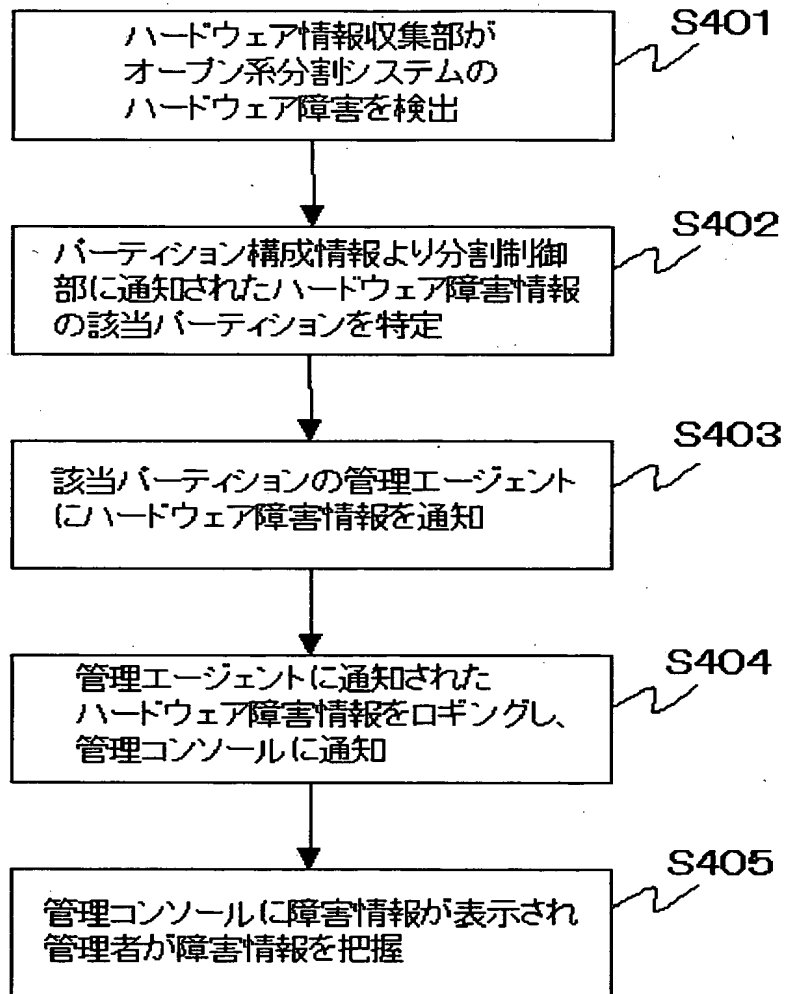 S401
ハードウェア情報収集部が
オープン系分割システムの
ハードウェア障害を検出
S402
パーティション構成情報より分割制御
部に通知されたハードウェア障害情報
の該当パーティションを特定
S403
該当パーティションの管理エージェント
にハードウェア障害情報を通知
S404
管理エージェントに通知された
ハードウェア障害情報をロギングし、
管理コンソールに通知
S405
管理コンソールに障害情報が表示され
管理者が障害情報を把握